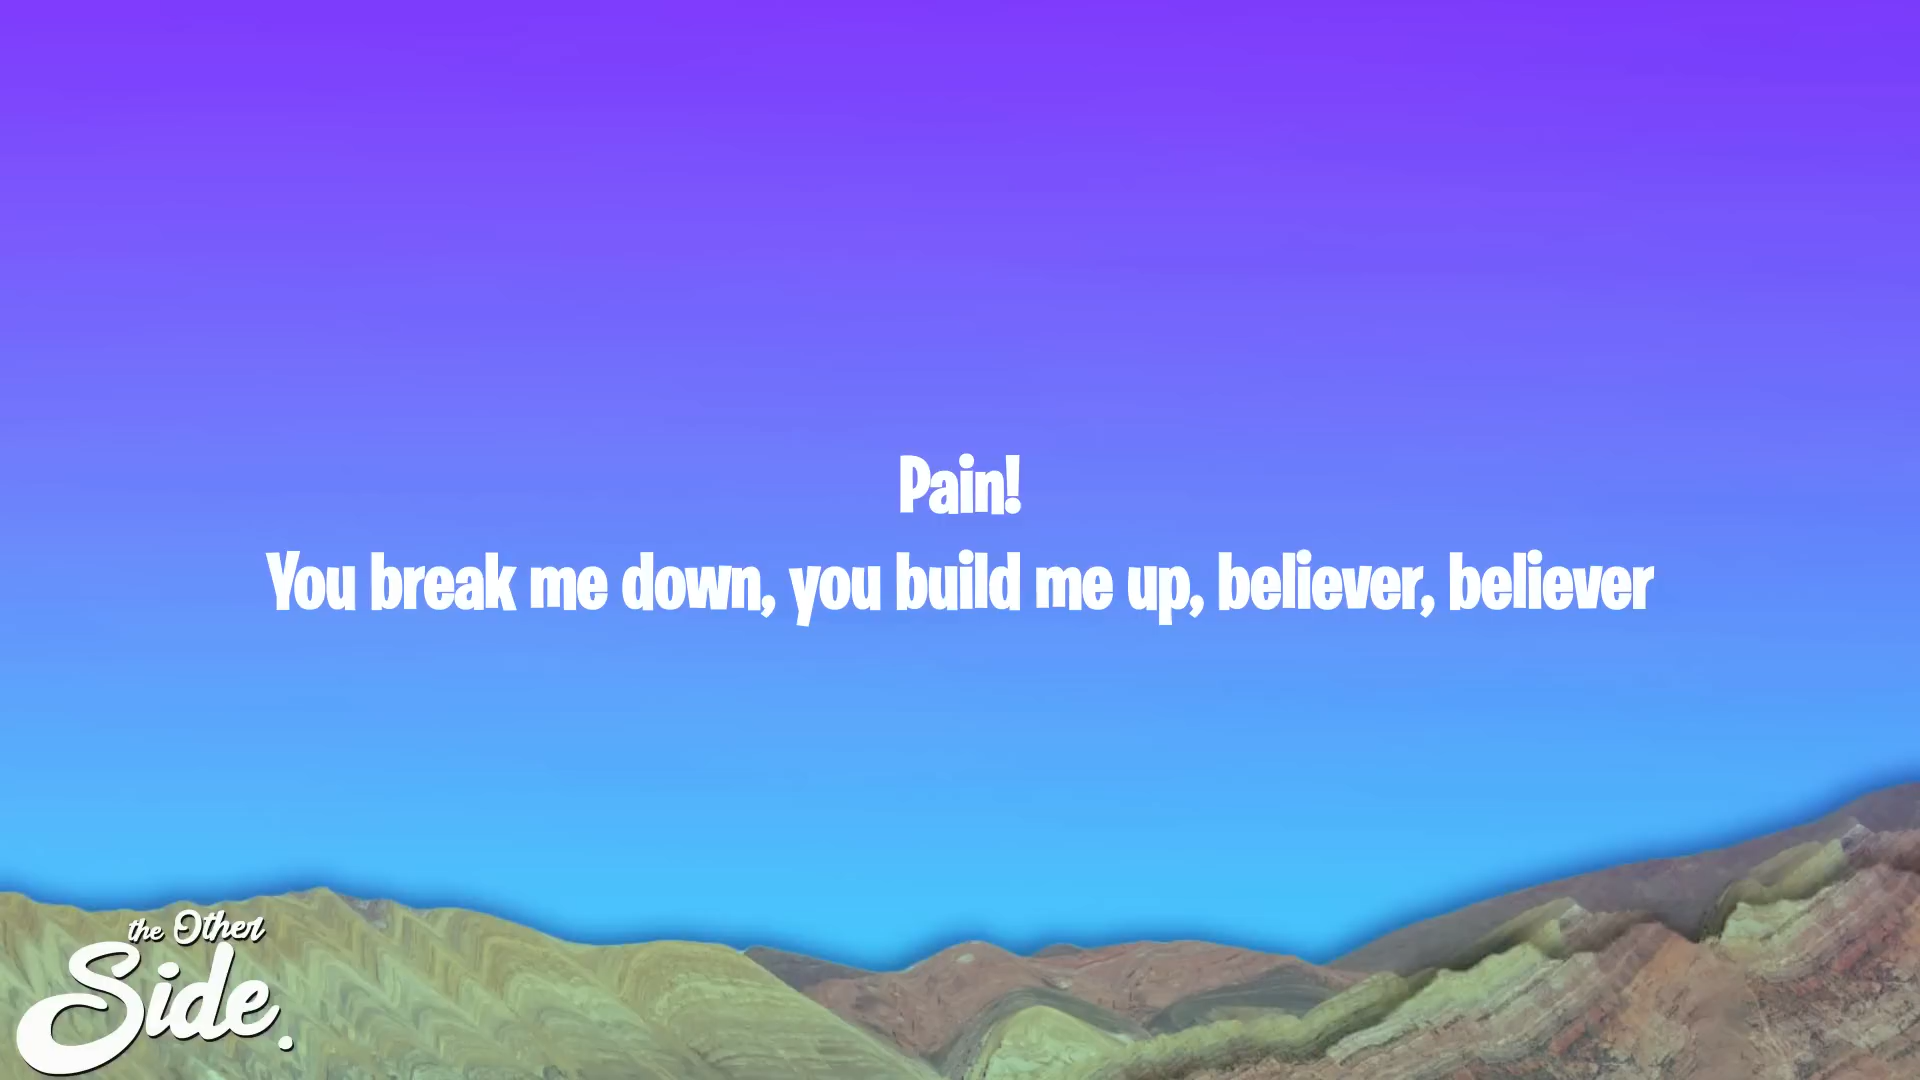 Pain!
You break me down, you build me up, believer, believer
the Other
Side.